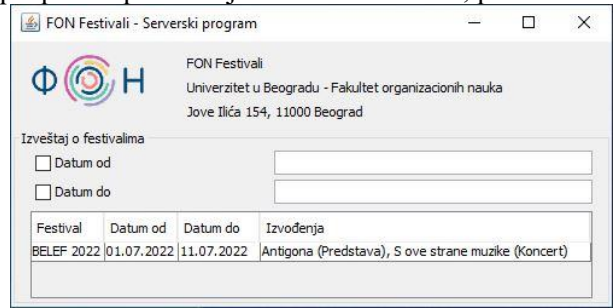 FON Festivali - Serverski program
Ф Н
FON Festivali
Univerzitet u Beogradu - Fakultet organizacionih nauka
Jove Ilića 154, 11000 Beograd
Izveštaj o festivalima
Datum od
Datum do
Festival Datum od Datum do Izvođenja
BELEF 2022 01.07.2022 11.07.2022 Antigona (Predstava), S ove strane muzike (Koncert)